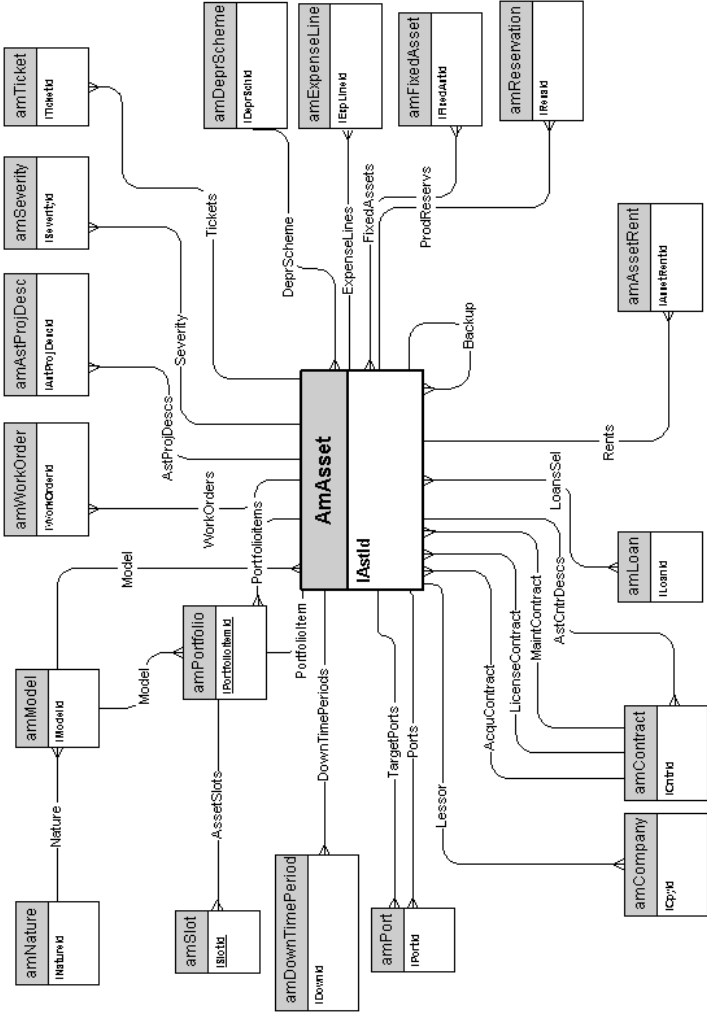 amNature
lNatureId
Nature
amModel
lModelId
Model
Model
amWorkOrder
lWorkOrderId
WorkOrders
amAstProjDesc
lAstProjDescId
AstProjDescs
amSeverity
lSeverityId
Severity
amTicket
lTicketId
Tickets
amSlot
lSlotId
AssetSlots
amPortfolio
lPortfolioItemId
PortfolioItems
PortfolioItem
amDeprScheme
lDeprSchId
DeprScheme
amDownTimePeriod
lDownId
DownTimePeriods
AmAsset
lAstId
amExpenseLine
lExpLineId
ExpenseLines
amFixedAsset
lFixedAstId
FixedAssets
amReservation
lResId
ProdReservs
amPort
lPortId
TargetPorts
Ports
Backup
Lessor
AcquContract
LicenseContract
MaintContract
AstCntrDescs
LoansSel
Rents
amCompany
lCpyId
amContract
lCntrId
amLoan
lLoanId
amAssetRent
lAssetRentId